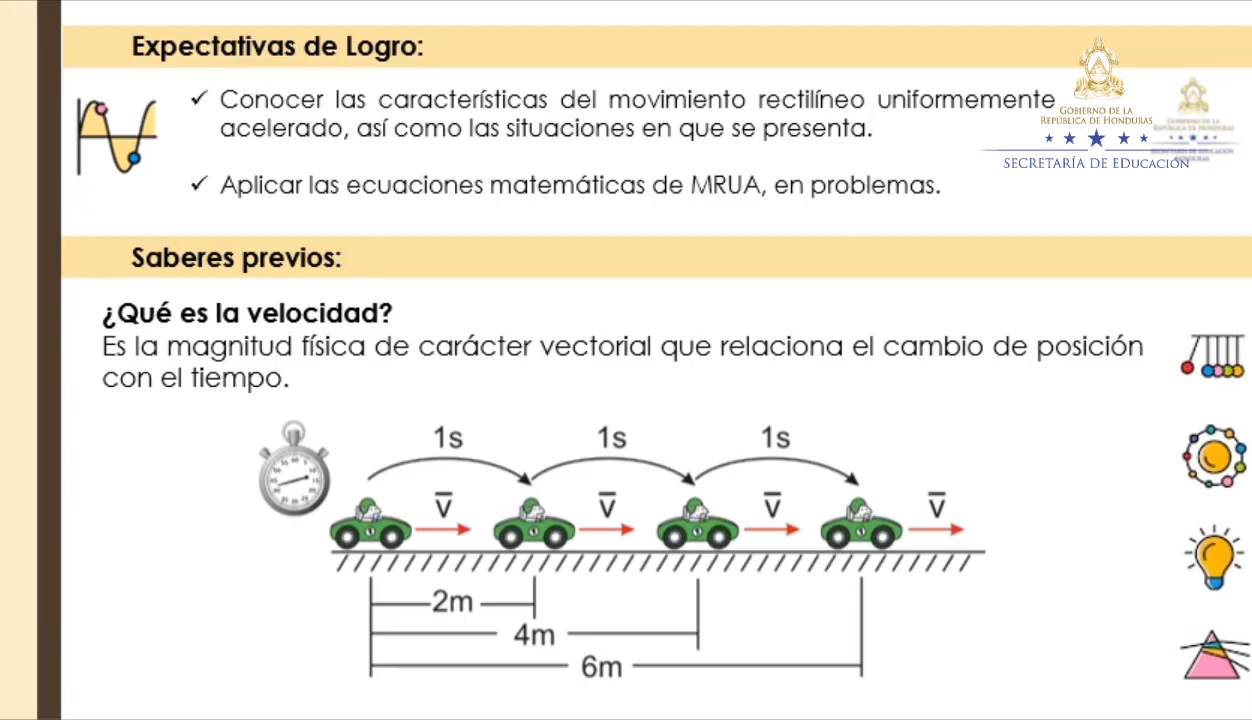 Expectativas de Logro:
✓ Conocer las características del movimiento rectilíneo uniformemente
acelerado, así como las situaciones en que se presenta.
GOBIERNO DE LA
REPÚBLICA DE HONDURAS
SECRETARÍA DE EDUCACIÓN
✓ Aplicar las ecuaciones matemáticas de MRUA, en problemas.
Saberes previos:
¿Qué es la velocidad?
Es la magnitud física de carácter vectorial que relaciona el cambio de posición
con el tiempo.
1s 1s 1s
v̅ v̅ v̅ v̅
2m
4m
6m